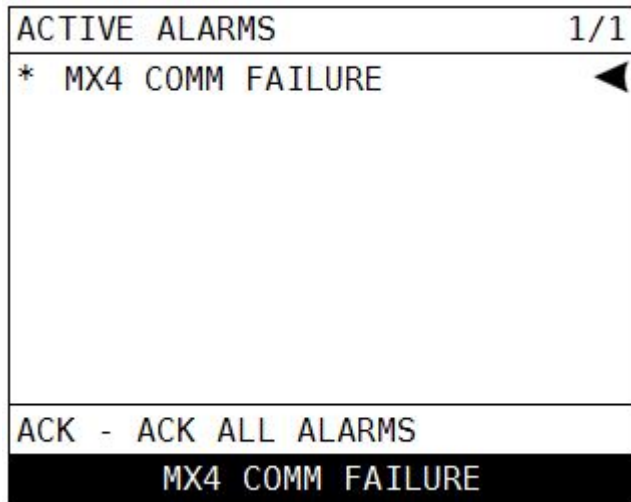 ACTIVE ALARMS 1/1
* MX4 COMM FAILURE ◀
ACK - ACK ALL ALARMS
MX4 COMM FAILURE